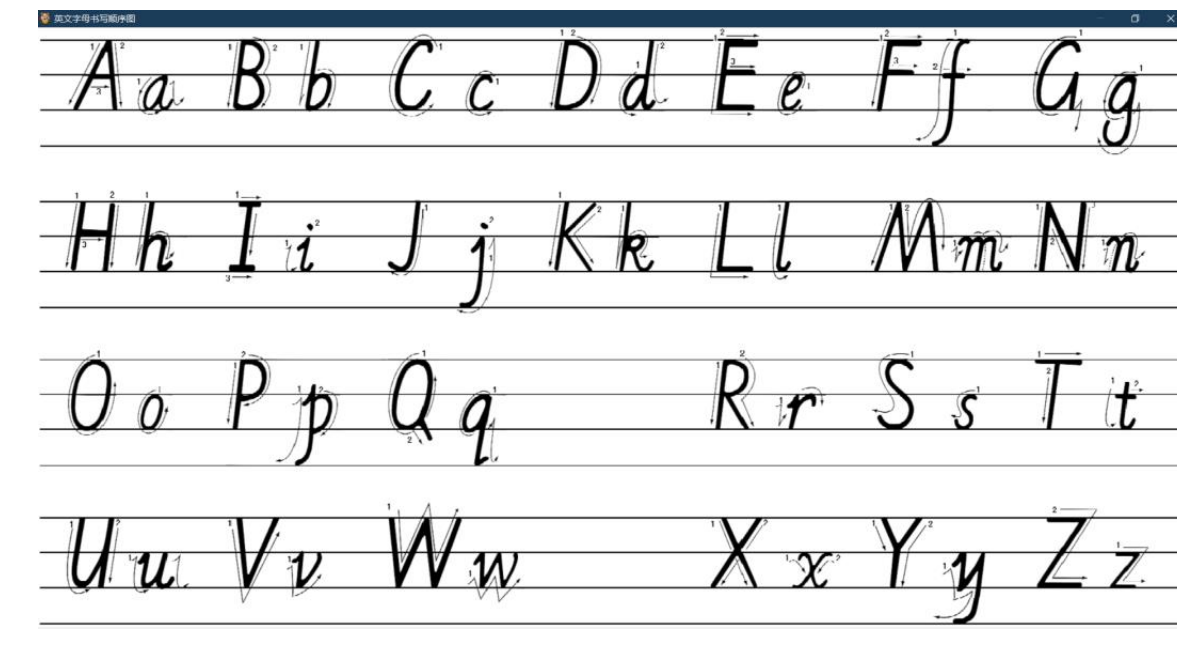 英文字母书写顺序图
A a B b C c D d E e F f G g
H h I i J j K k L l M m N n
O o P p Q q R r S s T t
U u V v W w X x Y y Z z